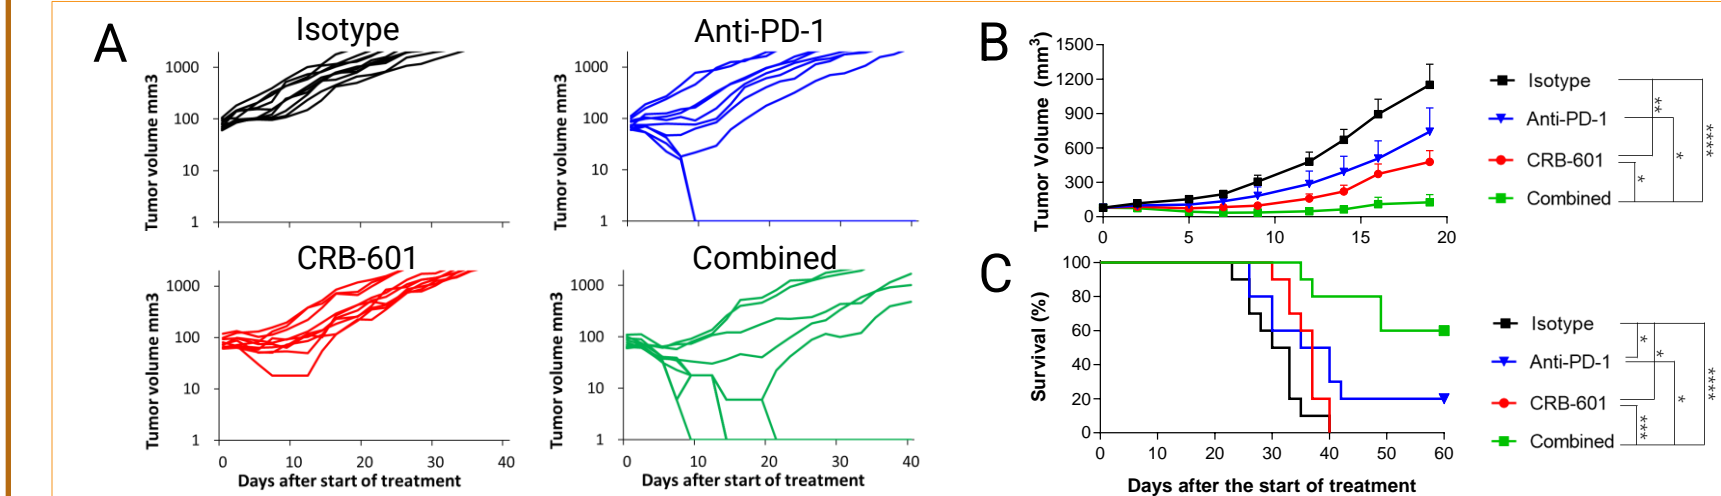 A
Isotype
Tumor volume mm3
1000
100
10
1
Anti-PD-1
Tumor volume mm3
1000
100
10
1
CRB-601
Tumor volume mm3
1000
100
10
1
0 10 20 30 40
Days after start of treatment
Combined
Tumor volume mm3
1000
100
10
1
0 10 20 30 40
Days after start of treatment
B
Tumor Volume (mm³)
1500
1200
900
600
300
0
0 5 10 15 20
Isotype
Anti-PD-1
CRB-601
Combined
**
*
*
****
C
Survival (%)
100
80
60
40
20
0
0 10 20 30 40 50 60
Days after the start of treatment
Isotype
Anti-PD-1
CRB-601
Combined
*
*
***
*
****